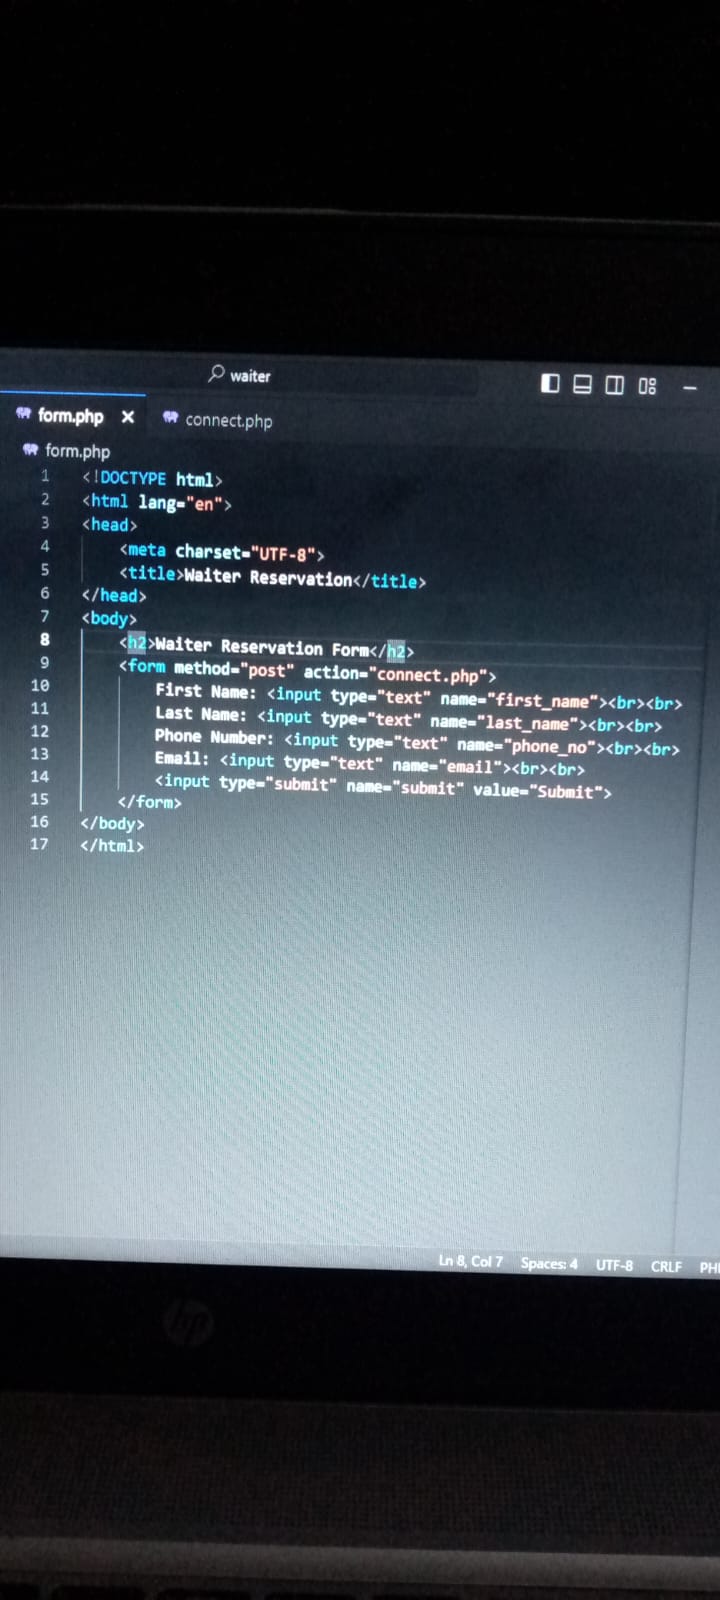 waiter
form.php × connect.php
form.php
1 <!DOCTYPE html>
2 <html lang="en">
3 <head>
4     <meta charset="UTF-8">
5     <title>Waiter Reservation</title>
6 </head>
7 <body>
8     <h2>Waiter Reservation Form</h2>
9     <form method="post" action="connect.php">
10         First Name: <input type="text" name="first_name"><br><br>
11         Last Name: <input type="text" name="last_name"><br><br>
12         Phone Number: <input type="text" name="phone_no"><br><br>
13         Email: <input type="text" name="email"><br><br>
14         <input type="submit" name="submit" value="Submit">
15     </form>
16 </body>
17 </html>
Ln 8, Col 7 Spaces: 4 UTF-8 CRLF
hp